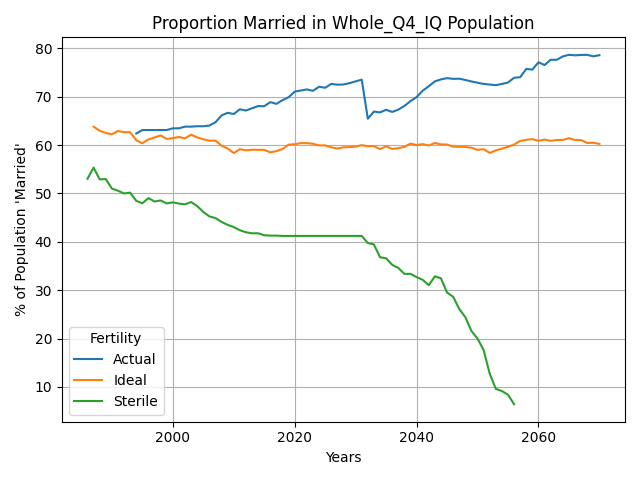 Proportion Married in Whole_Q4_IQ Population
% of Population 'Married'
80
70
60
50
40
30
20
10
Fertility
Actual
Ideal
Sterile
2000
2020
2040
2060
Years